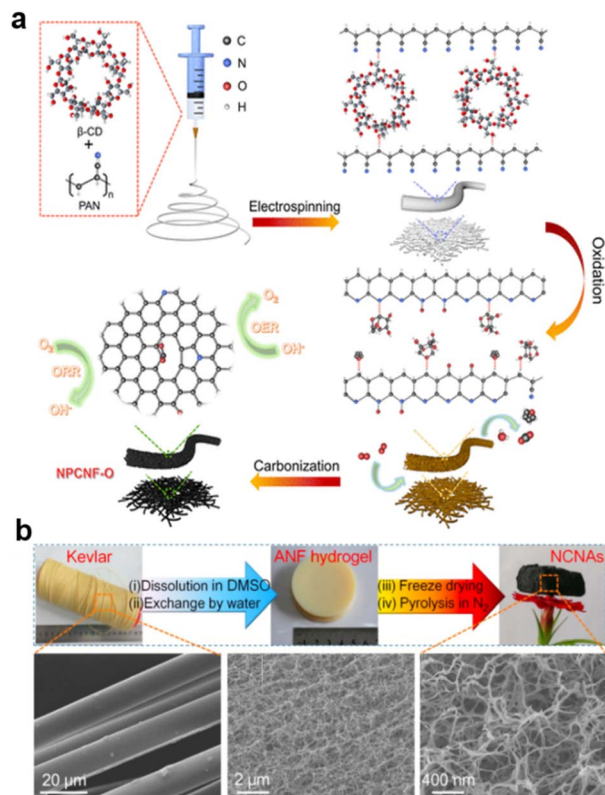 a
β-CD
+
PAN
n
C
N
O
H
Electrospinning
Oxidation
O₂
OER
OH⁻
O₂
ORR
OH⁻
NPCNF-O
Carbonization
b
Kevlar
(i)Dissolution in DMSO
(ii)Exchange by water
ANF hydrogel
(iii) Freeze drying
(iv) Pyrolysis in N₂
NCNAs
20 μm
2 μm
400 nm